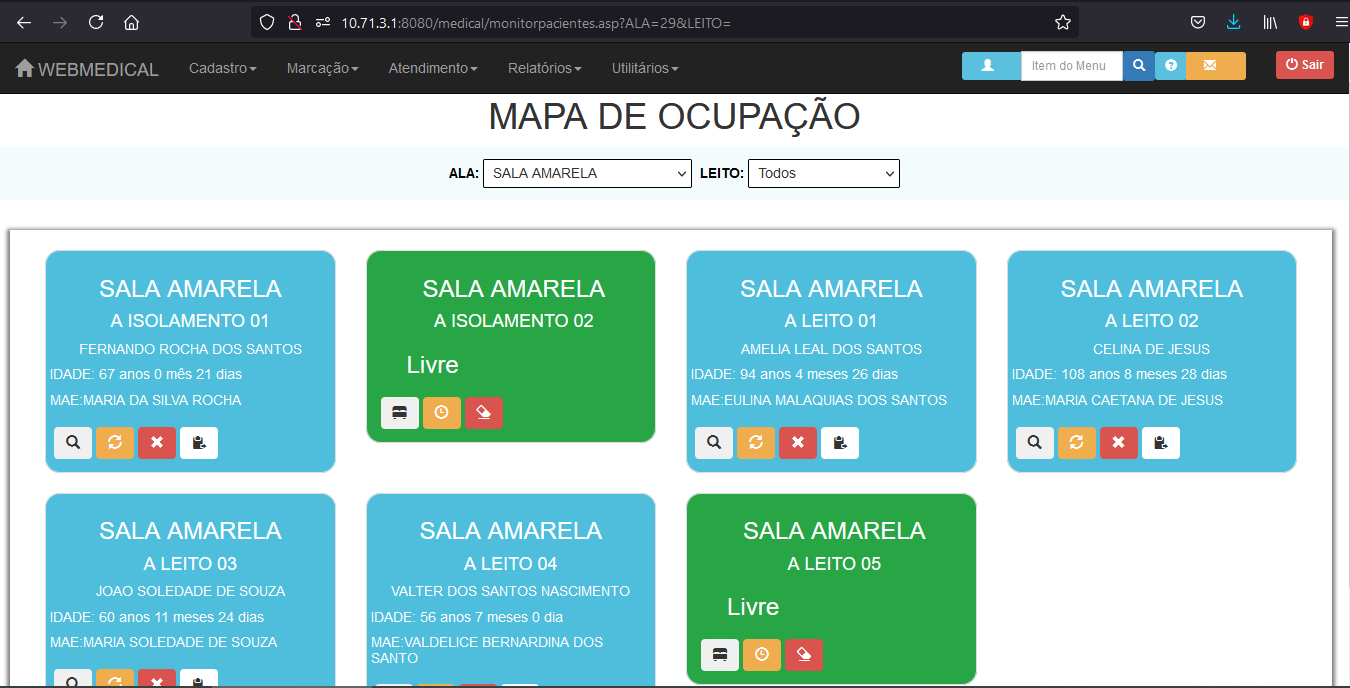 10.71.3.1:8080/medical/monitorpacientes.asp?ALA=29&LEITO=
WEBMEDICAL Cadastro Marcação Atendimento Relatórios Utilitários Item do Menu Sair
MAPA DE OCUPAÇÃO
ALA: SALA AMARELA LEITO: Todos
SALA AMARELA
A ISOLAMENTO 01
FERNANDO ROCHA DOS SANTOS
IDADE: 67 anos 0 mês 21 dias
MAE:MARIA DA SILVA ROCHA
SALA AMARELA
A ISOLAMENTO 02
Livre
SALA AMARELA
A LEITO 01
AMELIA LEAL DOS SANTOS
IDADE: 94 anos 4 meses 26 dias
MAE:EULINA MALAQUIAS DOS SANTOS
SALA AMARELA
A LEITO 02
CELINA DE JESUS
IDADE: 108 anos 8 meses 28 dias
MAE:MARIA CAETANA DE JESUS
SALA AMARELA
A LEITO 03
JOAO SOLEDADE DE SOUZA
IDADE: 60 anos 11 meses 24 dias
MAE:MARIA SOLEDADE DE SOUZA
SALA AMARELA
A LEITO 04
VALTER DOS SANTOS NASCIMENTO
IDADE: 56 anos 7 meses 0 dia
MAE:VALDELICE BERNARDINA DOS
SANTO
SALA AMARELA
A LEITO 05
Livre